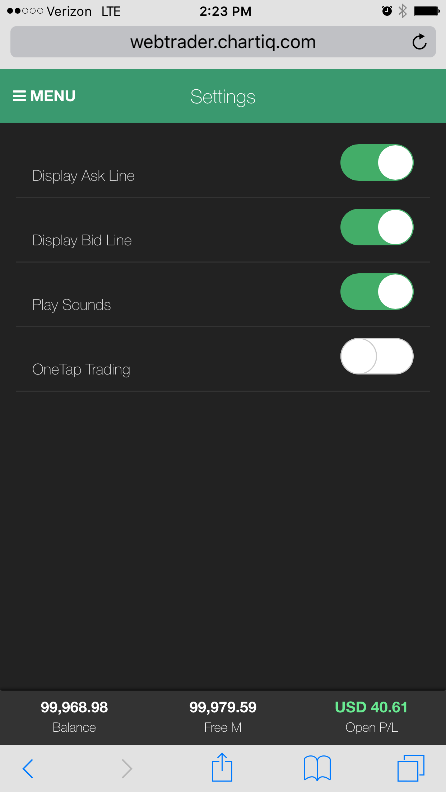 Verizon LTE 2:23 PM
webtrader.chartiq.com
MENU Settings
Display Ask Line
Display Bid Line
Play Sounds
OneTap Trading
99,968.98 99,979.59 USD 40.61
Balance Free M Open P/L